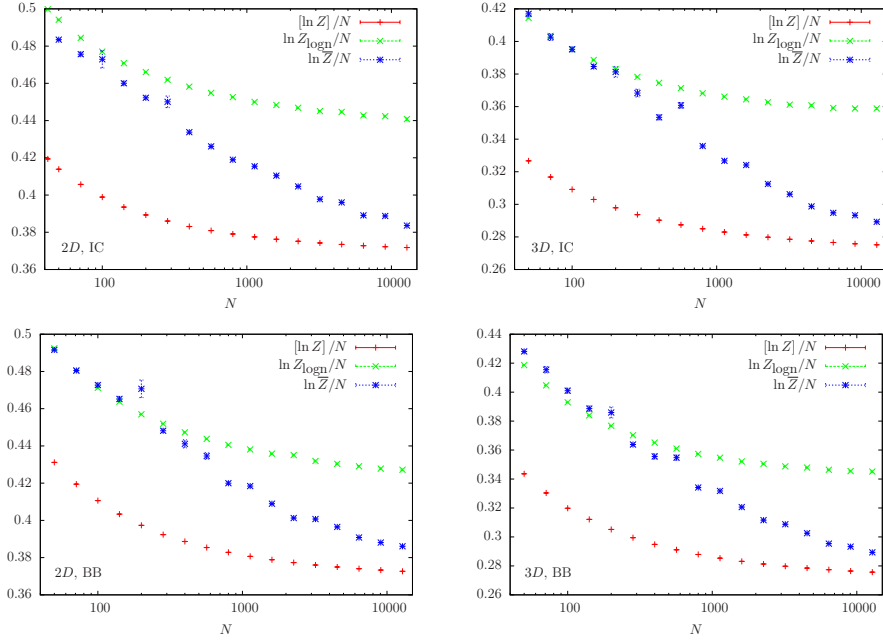 0.5
0.48
0.46
0.44
0.42
0.4
0.38
0.36
100
1000
10000
N
2D, IC
[ln Z]/N
ln Z_logn/N
ln Z̅/N
0.42
0.4
0.38
0.36
0.34
0.32
0.3
0.28
0.26
100
1000
10000
N
3D, IC
[ln Z]/N
ln Z_logn/N
ln Z̅/N
0.5
0.48
0.46
0.44
0.42
0.4
0.38
0.36
100
1000
10000
N
2D, BB
[ln Z]/N
ln Z_logn/N
ln Z̅/N
0.44
0.42
0.4
0.38
0.36
0.34
0.32
0.3
0.28
0.26
100
1000
10000
N
3D, BB
[ln Z]/N
ln Z_logn/N
ln Z̅/N